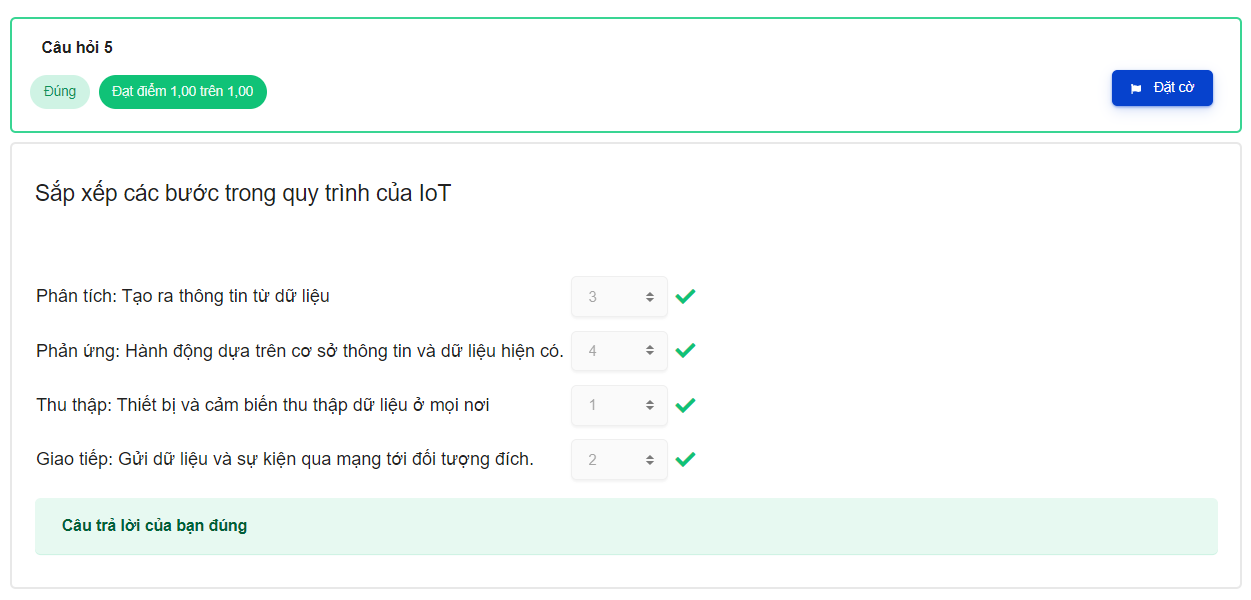 Câu hỏi 5
Đúng
Đạt điểm 1,00 trên 1,00
Đặt cờ
Sắp xếp các bước trong quy trình của IoT
Phân tích: Tạo ra thông tin từ dữ liệu 3
Phản ứng: Hành động dựa trên cơ sở thông tin và dữ liệu hiện có. 4
Thu thập: Thiết bị và cảm biến thu thập dữ liệu ở mọi nơi 1
Giao tiếp: Gửi dữ liệu và sự kiện qua mạng tới đối tượng đích. 2
Câu trả lời của bạn đúng